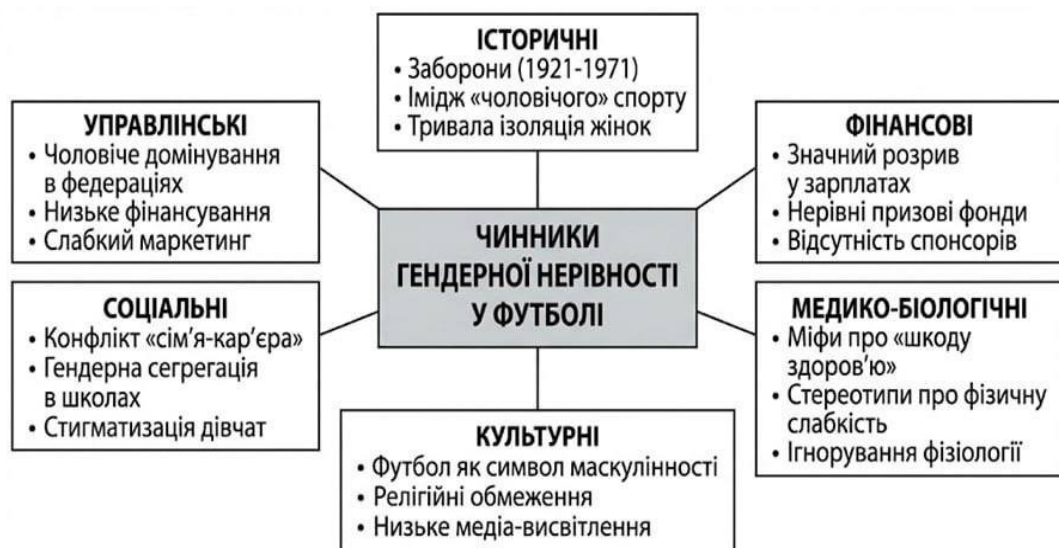 ІСТОРИЧНІ
• Заборони (1921-1971)
• Імідж «чоловічого» спорту
• Тривала ізоляція жінок
УПРАВЛІНСЬКІ
• Чоловіче домінування
в федераціях
• Низьке фінансування
• Слабкий маркетинг
ФІНАНСОВІ
• Значний розрив
у зарплатах
• Нерівні призові фонди
• Відсутність спонсорів
ЧИННИКИ
ГЕНДЕРНОЇ НЕРІВНОСТІ
У ФУТБОЛІ
СОЦІАЛЬНІ
• Конфлікт «сім’я-кар’єра»
• Гендерна сегрегація
в школах
• Стигматизація дівчат
МЕДИКО-БІОЛОГІЧНІ
• Міфи про «шкоду
здоров’ю»
• Стереотипи про фізичну
слабкість
• Ігнорування фізіології
КУЛЬТУРНІ
• Футбол як символ маскулінності
• Релігійні обмеження
• Низьке медіа-висвітлення